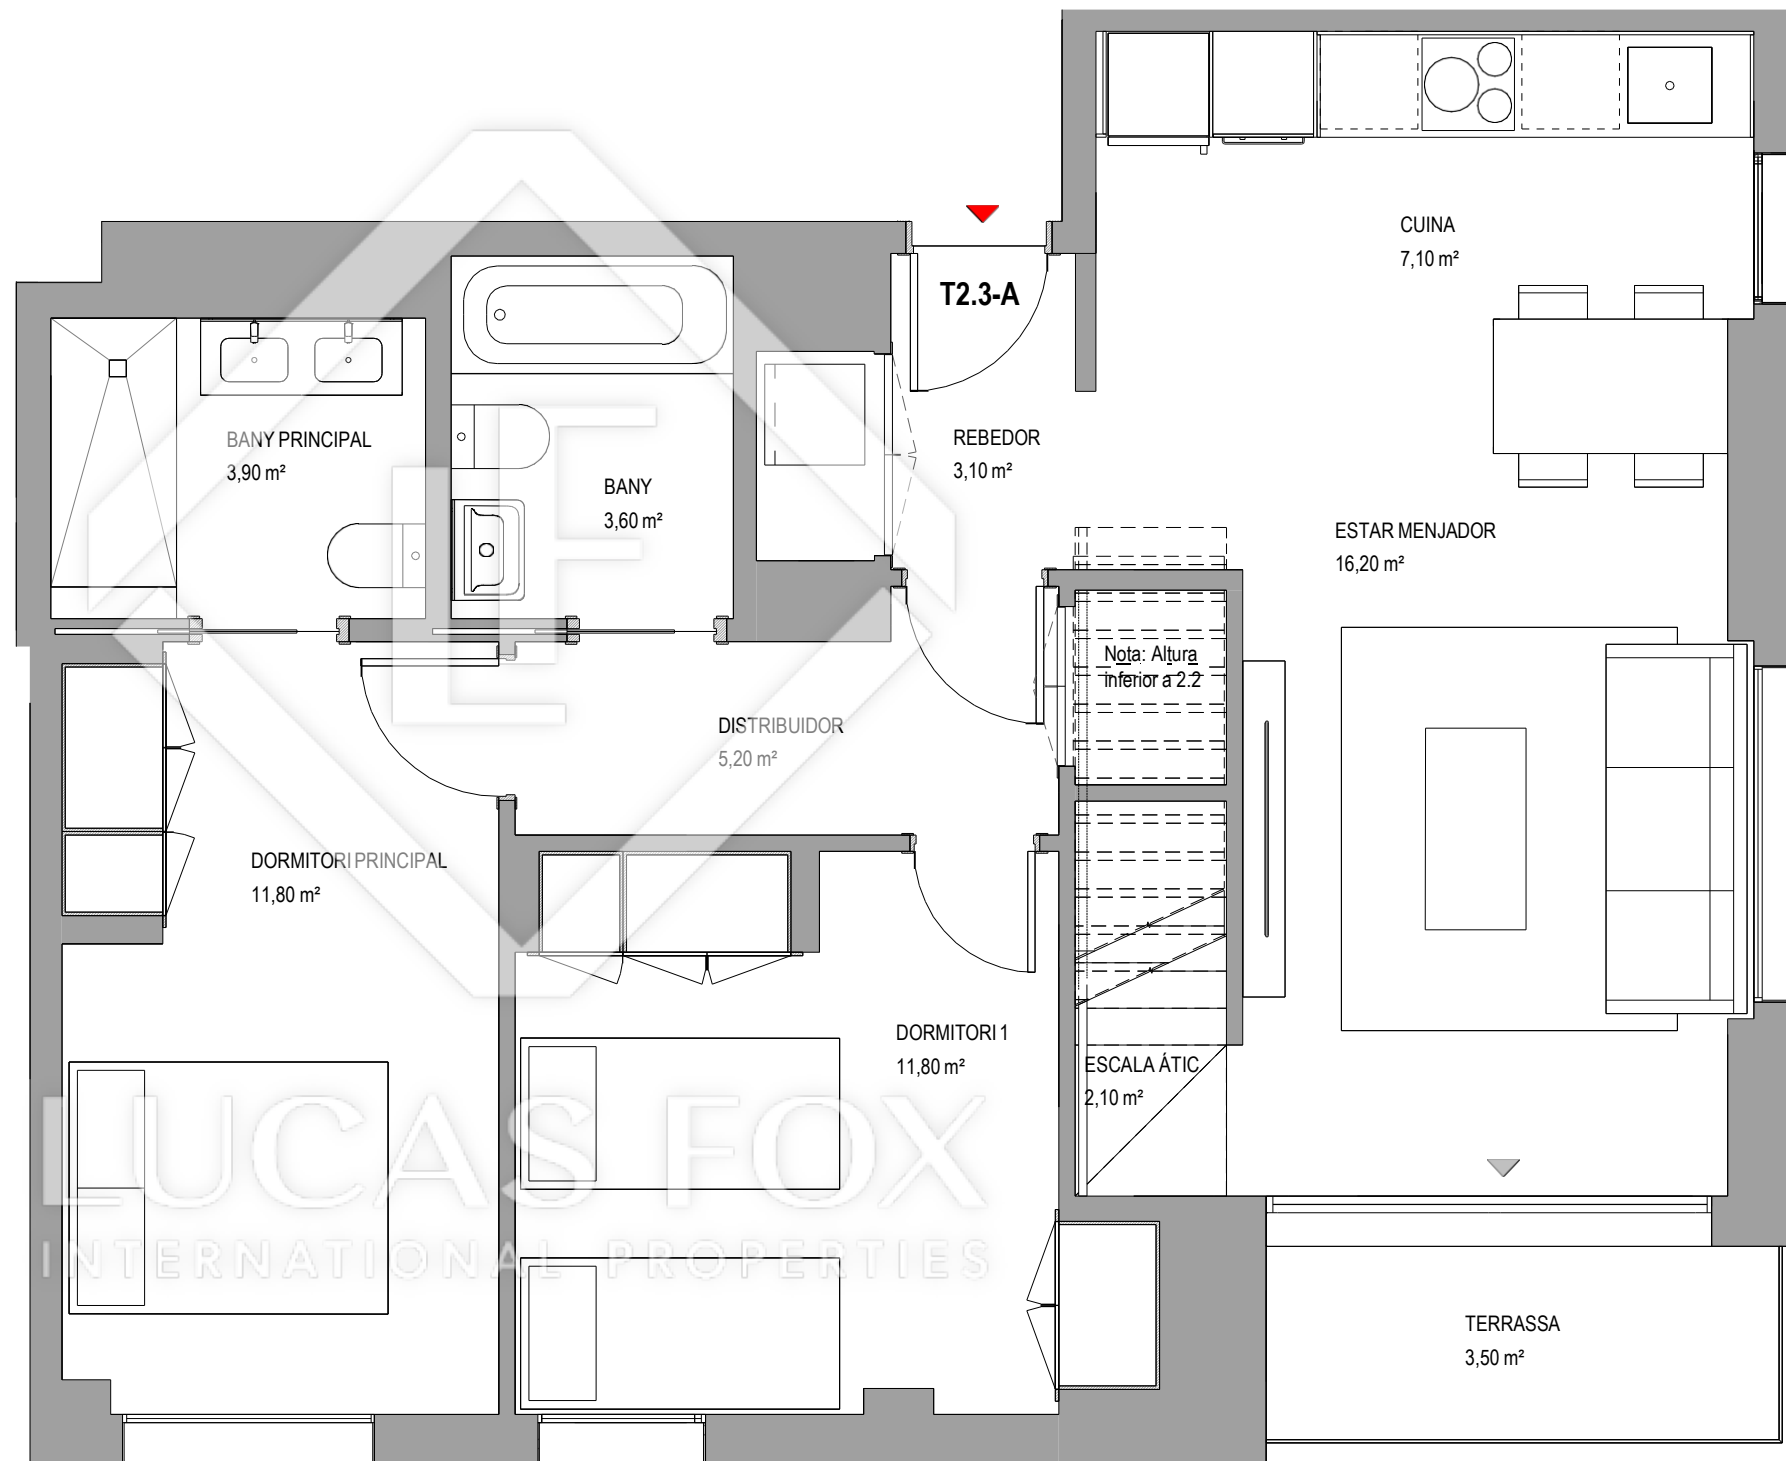 CUINA
7,10 m²
T2.3-A
BANY PRINCIPAL
3,90 m²
REBEDOR
3,10 m²
BANY
3,60 m²
ESTAR MENJADOR
16,20 m²
Nota: Altura
inferior a 2.2
DISTRIBUIDOR
5,20 m²
DORMITORI PRINCIPAL
11,80 m²
DORMITORI 1
11,80 m²
ESCALA ÁTIC
2,10 m²
LUCAS FOX
INTERNATIONAL PROPERTIES
TERRASSA
3,50 m²